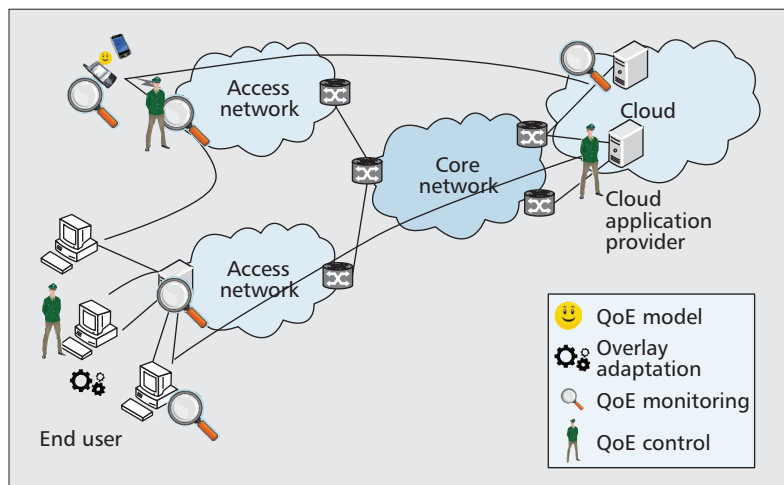 Access
network
Cloud
Core
network
Cloud
application
provider
Access
network
End user
QoE model
Overlay
adaptation
QoE monitoring
QoE control